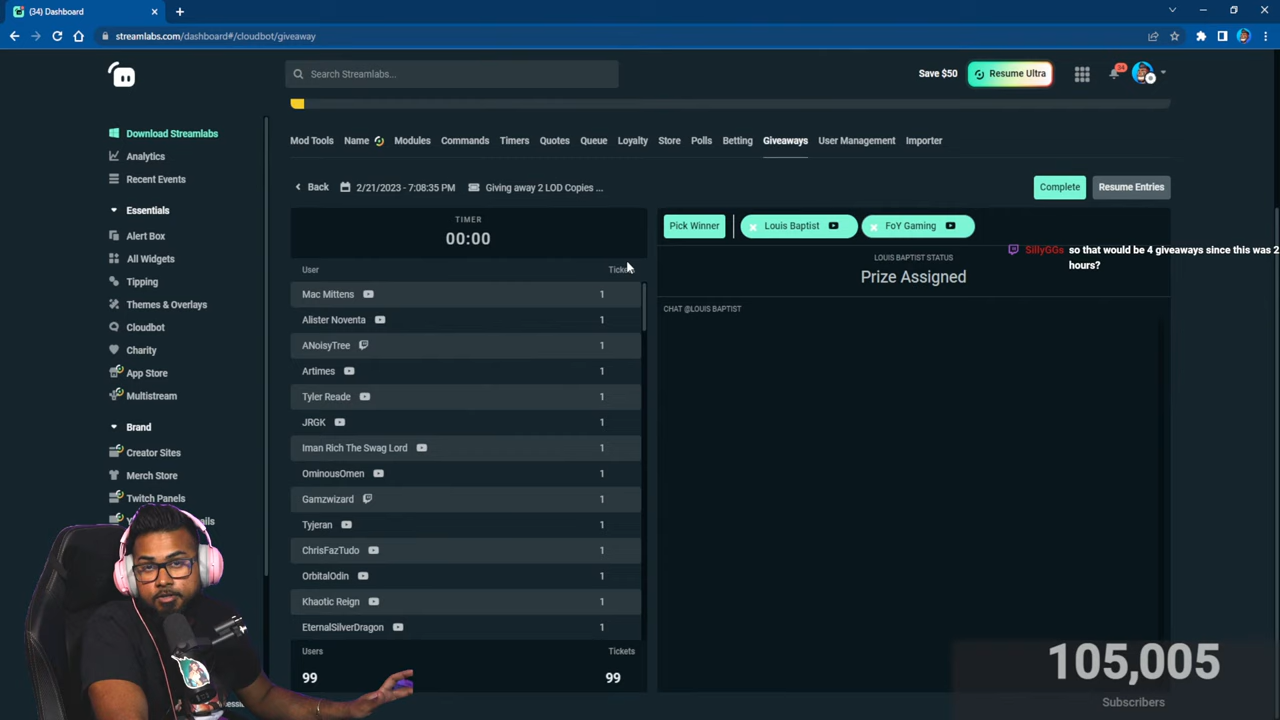 (34) Dashboard
streamlabs.com/dashboard#/cloudbot/giveaway
Search Streamlabs...
Save $50
Resume Ultra
34
Download Streamlabs
Analytics
Recent Events
Essentials
Alert Box
All Widgets
Tipping
Themes & Overlays
Cloudbot
Charity
App Store
Multistream
Brand
Creator Sites
Merch Store
Twitch Panels
Mod Tools Name Modules Commands Timers Quotes Queue Loyalty Store Polls Betting Giveaways User Management Importer
Back 2/21/2023 - 7:08:35 PM Giving away 2 LOD Copies ...
Complete Resume Entries
TIMER
00:00
User Tickets
Mac Mittens 1
Alister Noventa 1
ANoisyTree 1
Artimes 1
Tyler Reade 1
JRGK 1
Iman Rich The Swag Lord 1
OminousOmen 1
Gamzwizard 1
Tyjeran 1
ChrisFazTudo 1
OrbitalOdin 1
Khaotic Reign 1
EternalSilverDragon 1
Users Tickets
99 99
Pick Winner Louis Baptist FoY Gaming
LOUIS BAPTIST STATUS
Prize Assigned
CHAT @LOUIS BAPTIST
SillyGGs so that would be 4 giveaways since this was 2
hours?
105,005
Subscribers